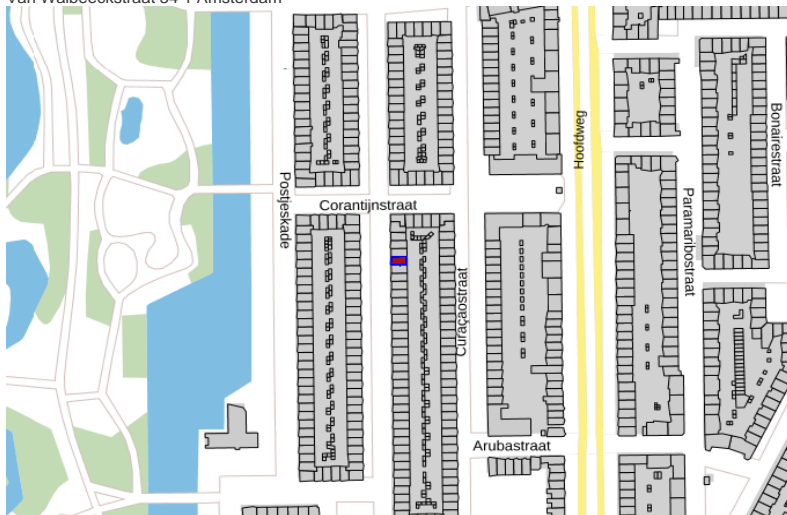 Van Walbeeckstraat 84-1 Amsterdam
Hoofdweg
Bonairestraat
Postjeskade
Corantijnstraat
Paramaribostraat
Curaçaostraat
Arubastraat